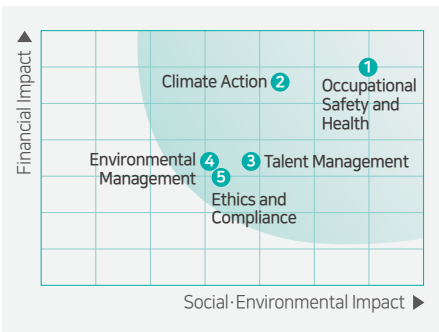 Financial Impact
1
Climate Action 2
Occupational
Safety and
Health
Environmental 4
Management
3 Talent Management
5
Ethics and
Compliance
Social·Environmental Impact